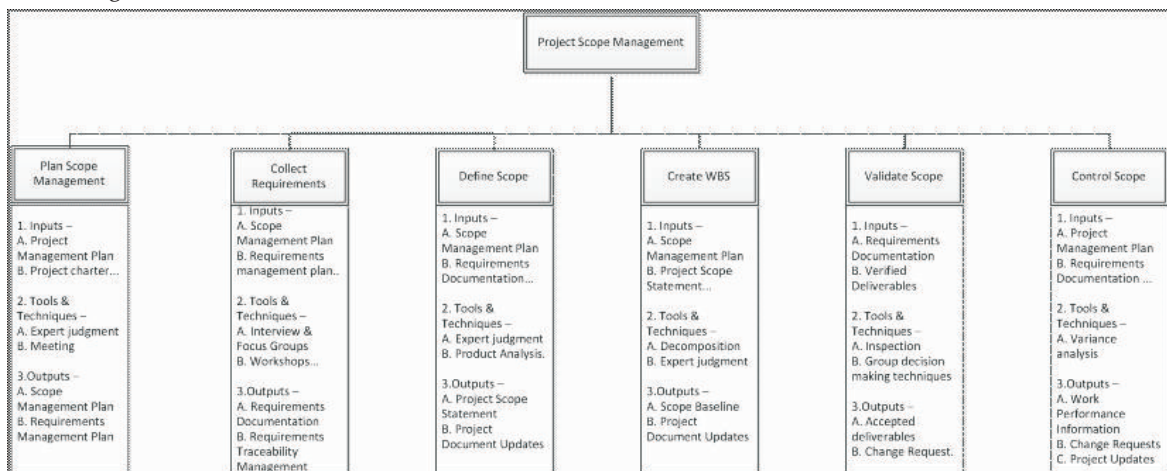 Project Scope Management
Plan Scope
Management
1. Inputs –
A. Project
Management Plan
B. Project charter...
2. Tools &
Techniques –
A. Expert judgment
B. Meeting
3.Outputs –
A. Scope
Management Plan
B. Requirements
Management Plan
Collect
Requirements
1. Inputs –
A. Scope
Management Plan
B. Requirements
management plan..
2. Tools &
Techniques –
A. Interview &
Focus Groups
B. Workshops...
3.Outputs –
A. Requirements
Documentation
B. Requirements
Traceability
Management
Define Scope
1. Inputs –
A. Scope
Management Plan
B. Requirements
Documentation...
2. Tools &
Techniques –
A. Expert judgment
B. Product Analysis.
3.Outputs –
A. Project Scope
Statement
B. Project
Document Updates
Create WBS
1. Inputs –
A. Scope
Management Plan
B. Project Scope
Statement...
2. Tools &
Techniques –
A. Decomposition
B. Expert judgment
3.Outputs –
A. Scope Baseline
B. Project
Document Updates
Validate Scope
1. Inputs –
A. Requirements
Documentation
B. Verified
Deliverables
2. Tools &
Techniques –
A. Inspection
B. Group decision
making techniques
3.Outputs –
A. Accepted
deliverables
B. Change Request.
Control Scope
1. Inputs –
A. Project
Management Plan
B. Requirements
Documentation ...
2. Tools &
Techniques –
A. Variance
analysis
3.Outputs –
A. Work
Performance
Information
B. Change Requests
C. Project Updates